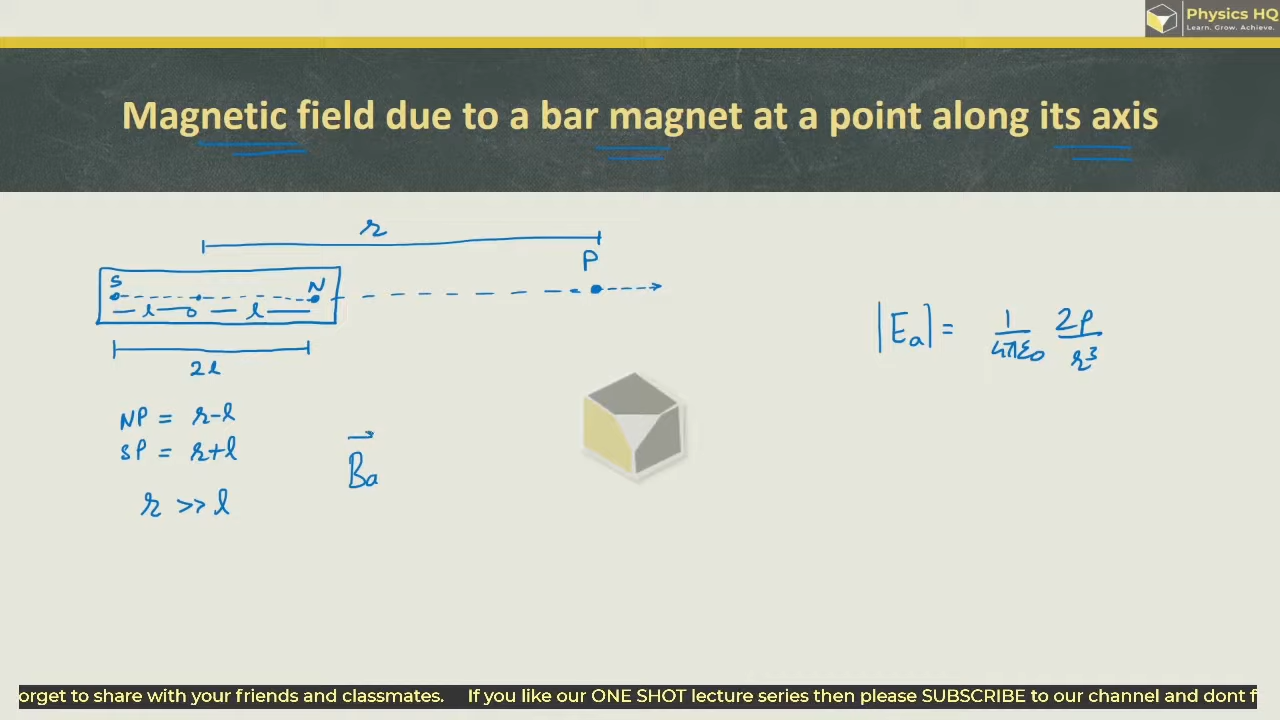 Physics HQ
Learn. Grow. Achieve.
Magnetic field due to a bar magnet at a point along its axis
r
P
S
N
l o l
2l
|Ea| = 1/4πε0 2p/r³
NP = r-l
SP = r+l
Ba
r >> l
orget to share with your friends and classmates. If you like our ONE SHOT lecture series then please SUBSCRIBE to our channel and dont f